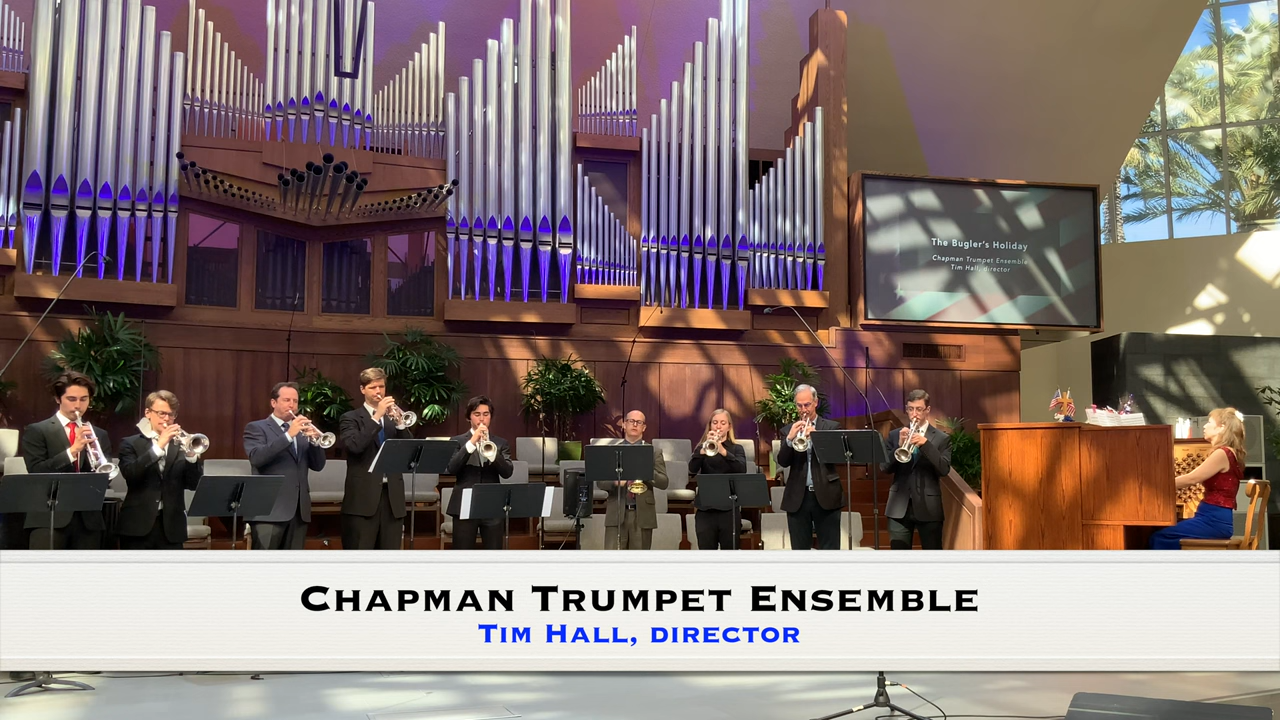 The Bugler's Holiday
Chapman Trumpet Ensemble
Tim Hall, director
Chapman Trumpet Ensemble
Tim Hall, director